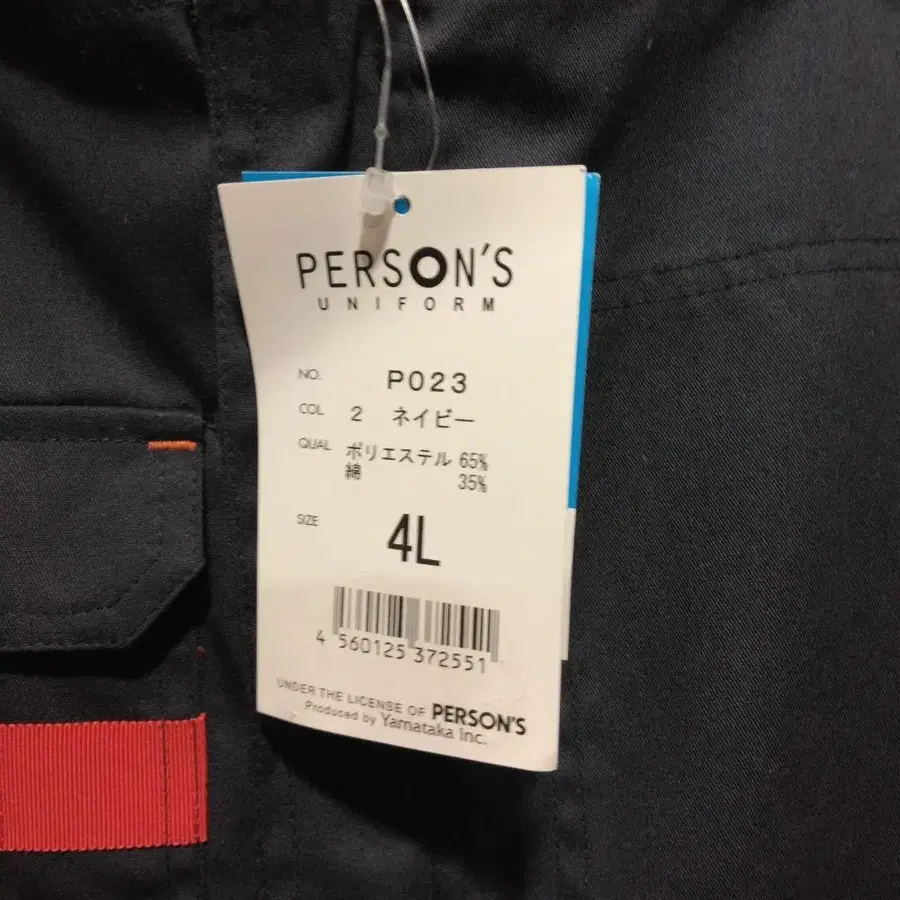 PERSON'S
UNIFORM
NO. P023
COL 2 ネイビー
QUAL ポリエステル 65%
綿 35%
SIZE 4L
4 560125 372551
UNDER THE LICENSE OF PERSON'S
Produced by Yamataka Inc.